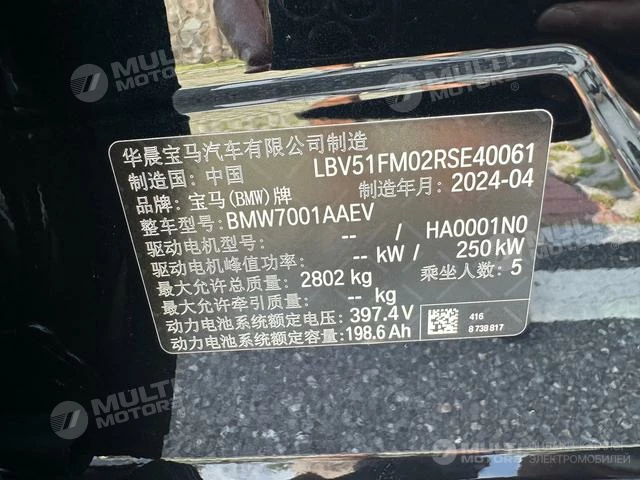 MULTI
MOTORS
MULTI
MOTORS
华晨宝马汽车有限公司制造
制造国: 中国 LBV51FM02RSE40061
品牌: 宝马(BMW)牌 制造年月: 2024-04
整车型号: BMW7001AAEV
驱动电机型号: -- / HA0001N0
驱动电机峰值功率: -- kW/ 250 kW
最大允许总质量: 2802 kg 乘坐人数: 5
最大允许牵引质量: -- kg
动力电池系统额定电压: 397.4V 416
动力电池系统额定容量: 198.6Ah 8 738 817
MULTI
MOTORS
ЭЛЕКТРОМОБИЛЕЙ